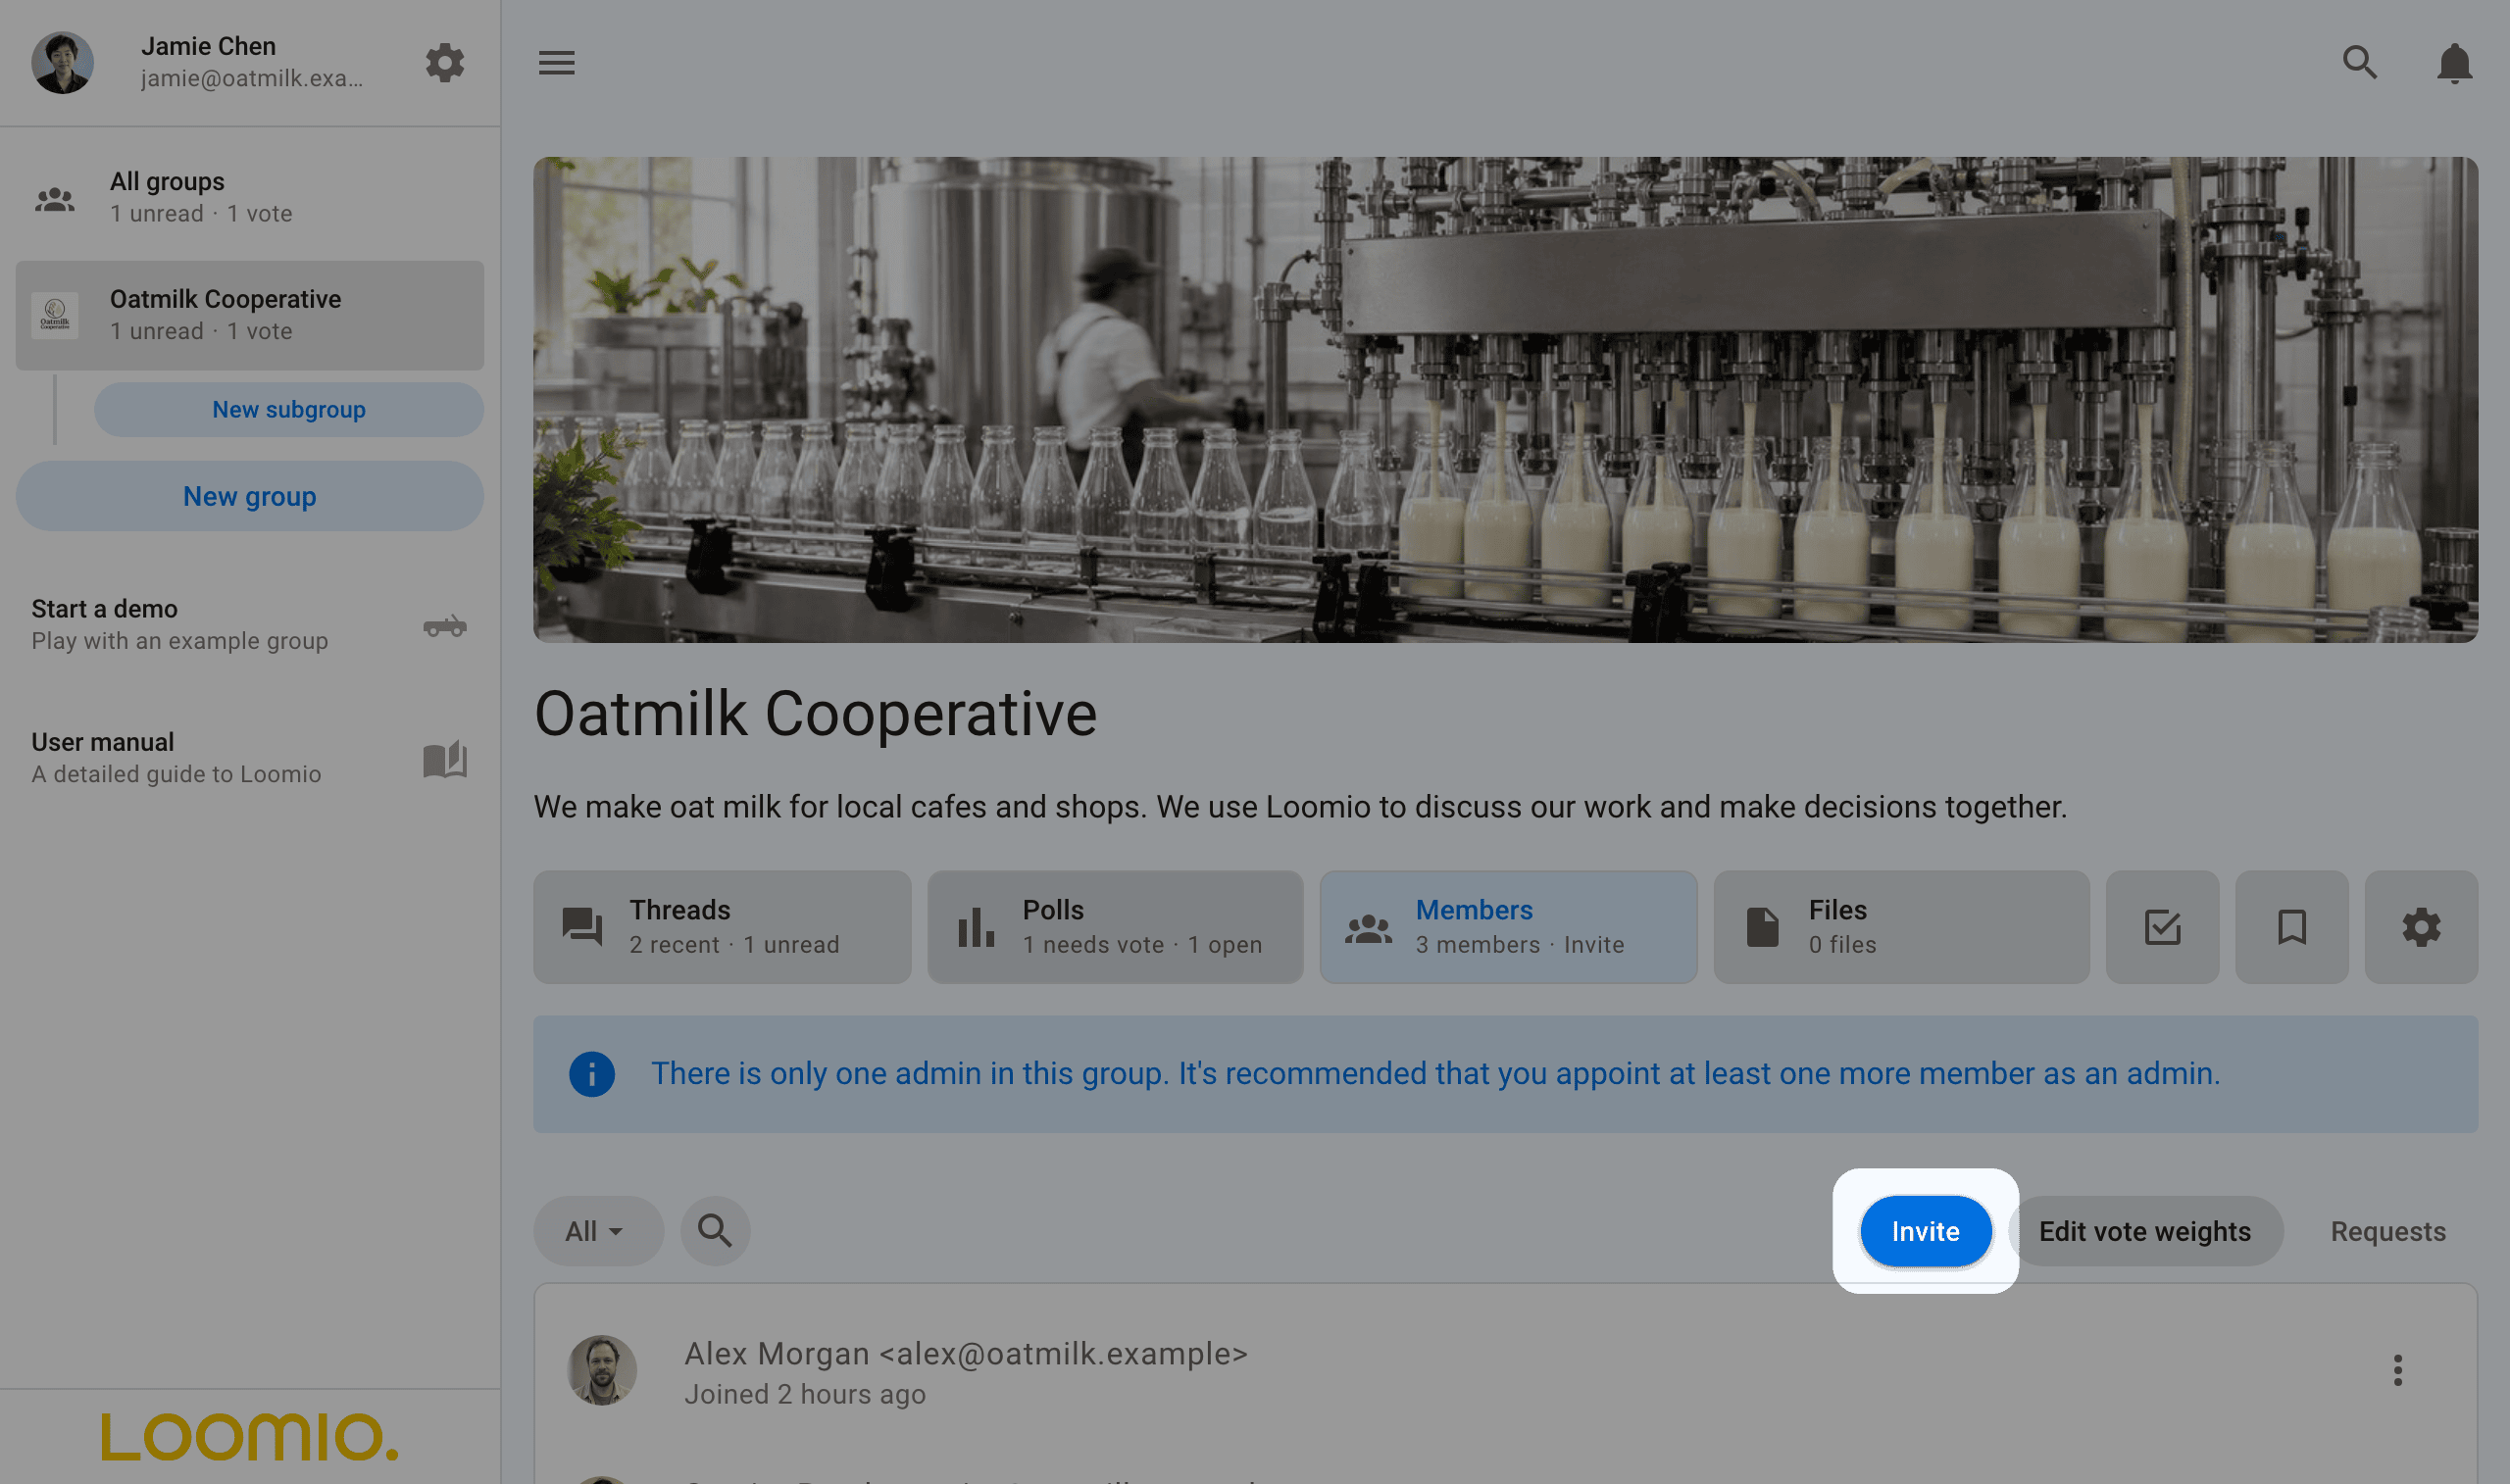 Jamie Chen
jamie@oatmilk.exa…
All groups
1 unread · 1 vote
Oatmilk Cooperative
Oatmilk Cooperative
1 unread · 1 vote
New subgroup
New group
Start a demo
Play with an example group
User manual
A detailed guide to Loomio
LOOMIO.
Oatmilk Cooperative
We make oat milk for local cafes and shops. We use Loomio to discuss our work and make decisions together.
Threads
2 recent · 1 unread
Polls
1 needs vote · 1 open
Members
3 members · Invite
Files
0 files
There is only one admin in this group. It's recommended that you appoint at least one more member as an admin.
All
Invite
Edit vote weights
Requests
Alex Morgan <alex@oatmilk.example>
Joined 2 hours ago